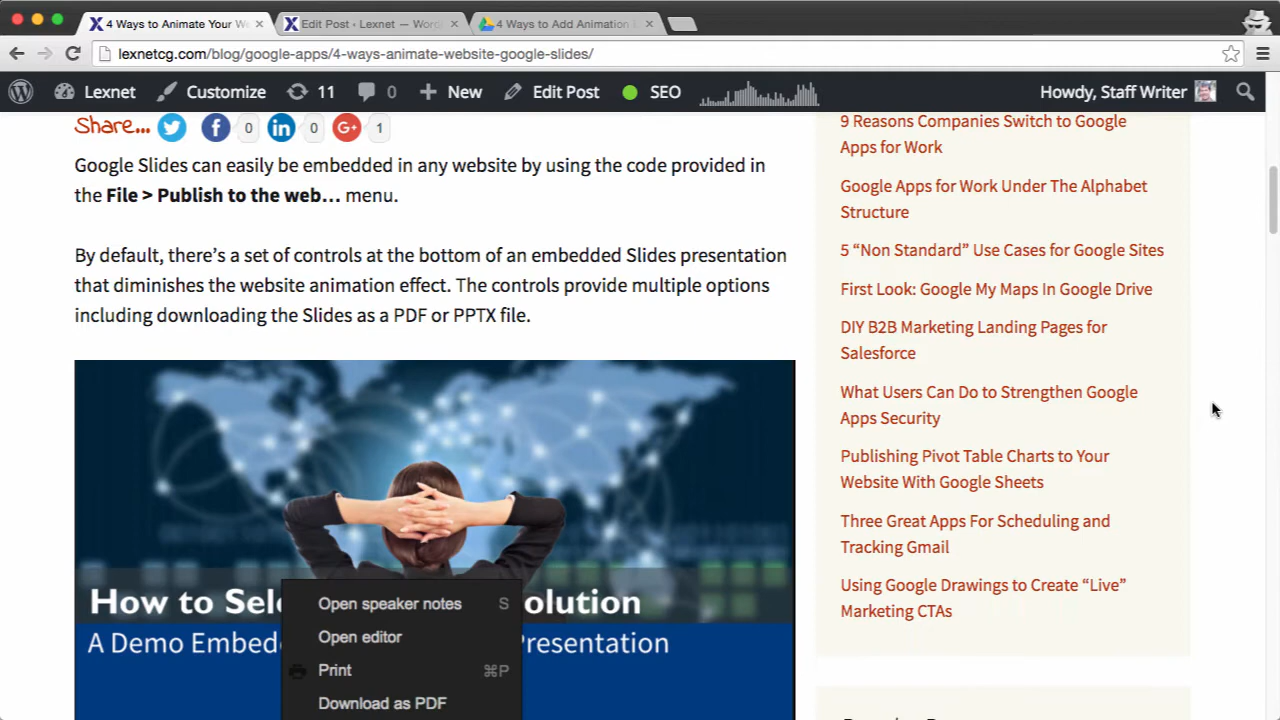 4 Ways to Animate Your W
Edit Post ‹ Lexnet — Wor
4 Ways to Add Animation
lexnetcg.com/blog/google-apps/4-ways-animate-website-google-slides/
Lexnet
Customize
11
0
New
Edit Post
SEO
Howdy, Staff Writer
Share...
0
0
1
Google Slides can easily be embedded in any website by using the code provided in
the File > Publish to the web… menu.
By default, there’s a set of controls at the bottom of an embedded Slides presentation
that diminishes the website animation effect. The controls provide multiple options
including downloading the Slides as a PDF or PPTX file.
How to Sel
olution
A Demo Embed
resentation
Open speaker notes S
Open editor
Print ⌘P
Download as PDF
9 Reasons Companies Switch to Google
Apps for Work
Google Apps for Work Under The Alphabet
Structure
5 “Non Standard” Use Cases for Google Sites
First Look: Google My Maps In Google Drive
DIY B2B Marketing Landing Pages for
Salesforce
What Users Can Do to Strengthen Google
Apps Security
Publishing Pivot Table Charts to Your
Website With Google Sheets
Three Great Apps For Scheduling and
Tracking Gmail
Using Google Drawings to Create “Live”
Marketing CTAs